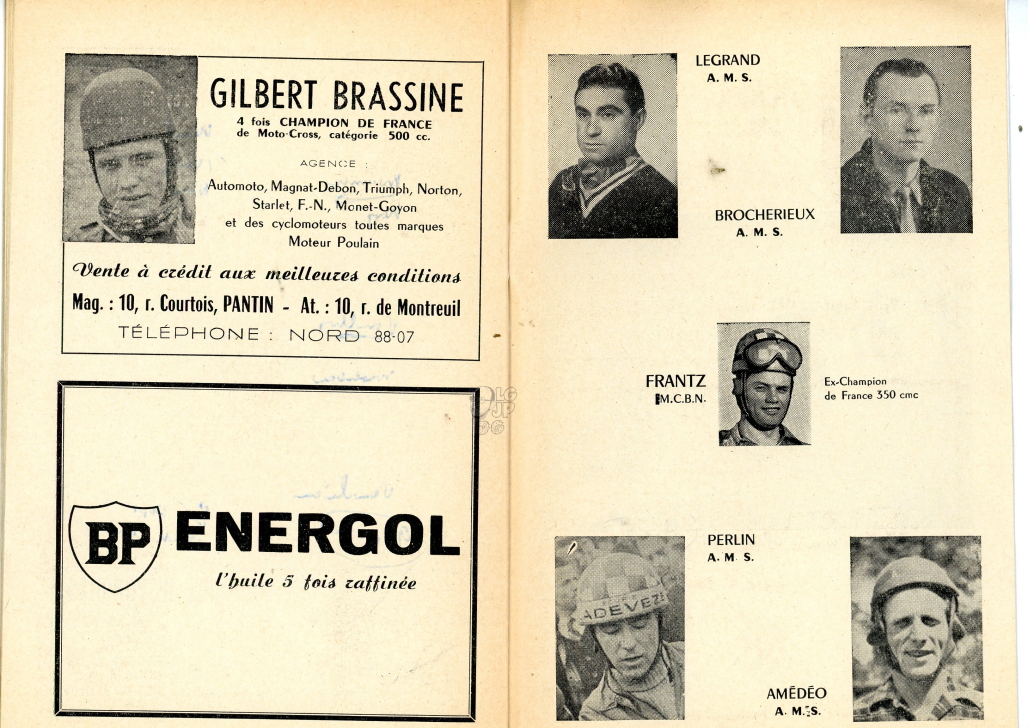 GILBERT BRASSINE
4 fois CHAMPION DE FRANCE
de Moto-Cross, catégorie 500 cc.
AGENCE :
Automoto, Magnat-Debon, Triumph, Norton,
Starlet, F.-N., Monet-Goyon
et des cyclomoteurs toutes marques
Moteur Poulain
Vente à crédit aux meilleures conditions
Mag. : 10, r. Courtois, PANTIN - At. : 10, r. de Montreuil
TÉLÉPHONE : NORD 88-07
BP ENERGOL
l'huile 5 fois raffinée
LEGRAND
A. M. S.
BROCHERIEUX
A. M. S.
FRANTZ
M.C.B.N.
Ex-Champion
de France 350 cmc
PERLIN
A. M. S.
ADEVEZE
AMÉDÉO
A. M. S.